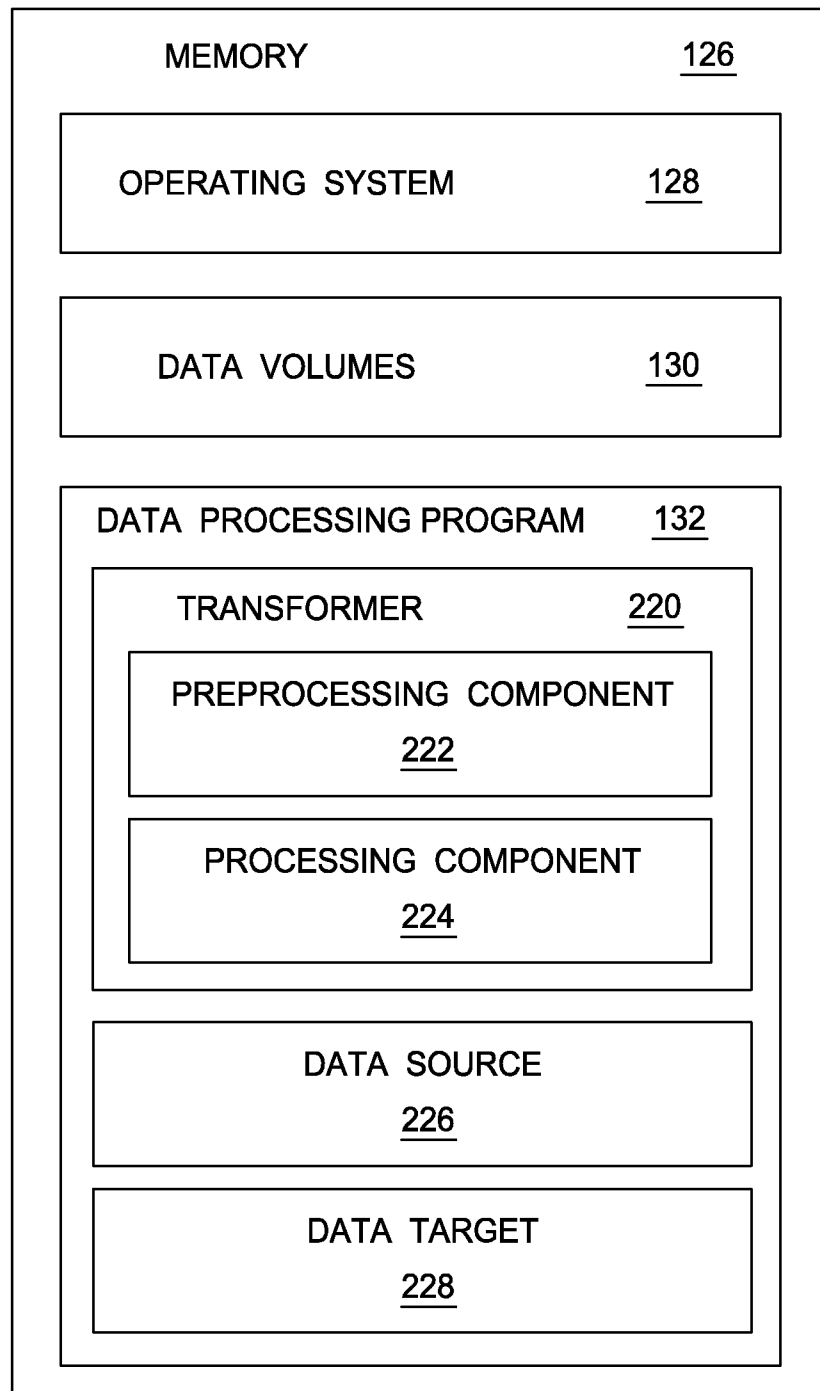 MEMORY 126
OPERATING SYSTEM 128
DATA VOLUMES 130
DATA PROCESSING PROGRAM 132
TRANSFORMER 220
PREPROCESSING COMPONENT
222
PROCESSING COMPONENT
224
DATA SOURCE
226
DATA TARGET
228